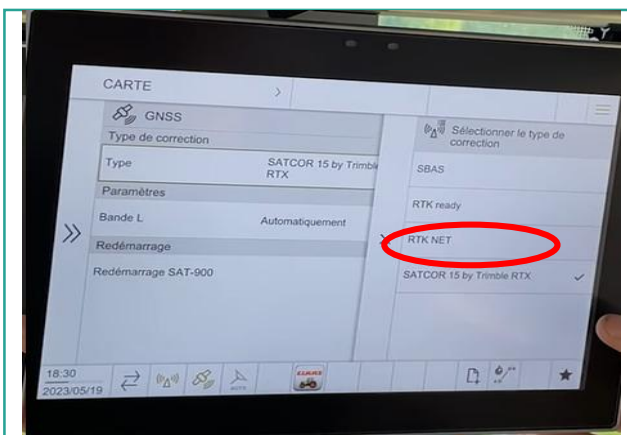 CARTE
GNSS
Type de correction
Type
SATCOR 15 by Trimble
RTX
Paramètres
Bande L
Automatiquement
Redémarrage
Redémarrage SAT-900
Sélectionner le type de
correction
SBAS
RTK ready
RTK NET
SATCOR 15 by Trimble RTX
18:30
2023/05/19
AUTO
CLAAS